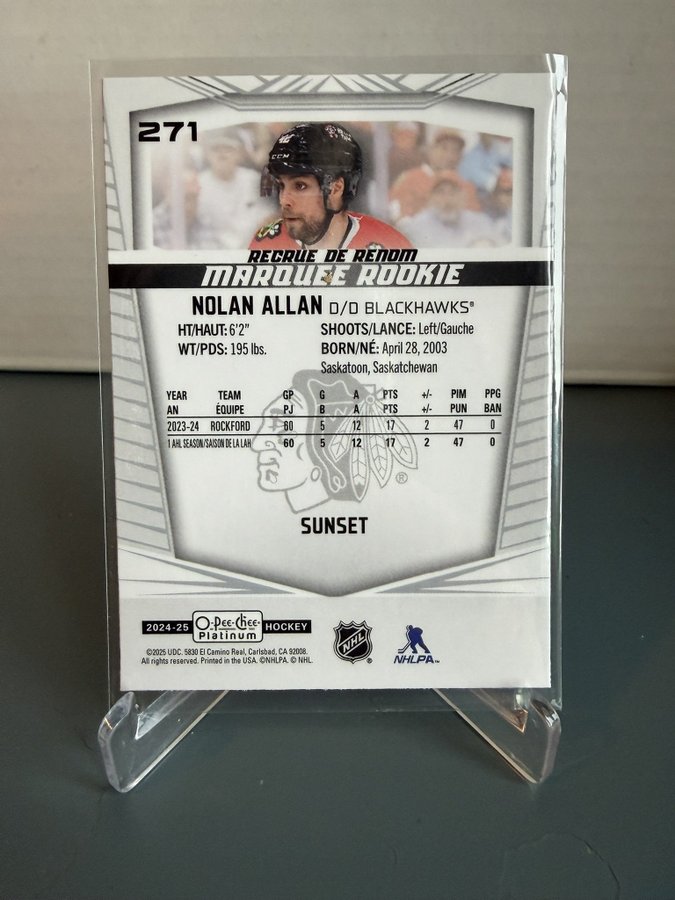 271
CCM
RECRUE DE RENOM
MARQUEE ROOKIE
NOLAN ALLAN D/D BLACKHAWKS®
HT/HAUT: 6'2" SHOOTS/LANCE: Left/Gauche
WT/PDS: 195 lbs. BORN/NÉ: April 28, 2003
Saskatoon, Saskatchewan
YEAR TEAM GP G A PTS +/- PIM PPG
AN ÉQUIPE PJ B A PTS +/- PUN BAN
2023-24 ROCKFORD 60 5 12 17 2 47 0
1 AHL SEASON/SAISON DE LA LAH 60 5 12 17 2 47 0
®
SUNSET
2024-25 O-Pee-Chee Platinum HOCKEY
NHL ®
NHLPA™
©2025 UDC. 5830 El Camino Real, Carlsbad, CA 92008.
All rights reserved. Printed in the USA. ©NHLPA. © NHL.